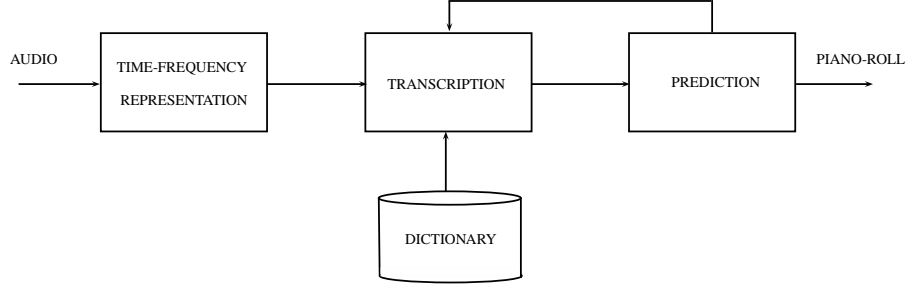 AUDIO
TIME-FREQUENCY
REPRESENTATION
TRANSCRIPTION
PREDICTION
PIANO-ROLL
DICTIONARY